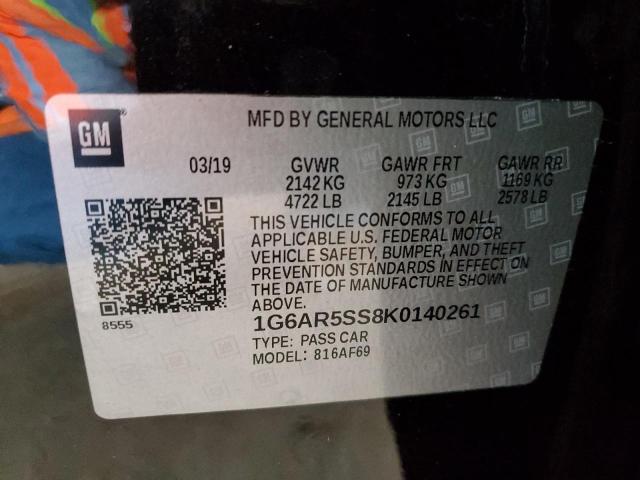 GM
MFD BY GENERAL MOTORS LLC
03/19 GVWR GAWR FRT GAWR RR
2142 KG 973 KG 1169 KG
4722 LB 2145 LB 2578 LB
THIS VEHICLE CONFORMS TO ALL
APPLICABLE U.S. FEDERAL MOTOR
VEHICLE SAFETY, BUMPER, AND THEFT
PREVENTION STANDARDS IN EFFECT ON
THE DATE OF MANUFACTURE SHOWN
ABOVE.
8555
1G6AR5SS8K0140261
TYPE: PASS CAR
MODEL: 816AF69